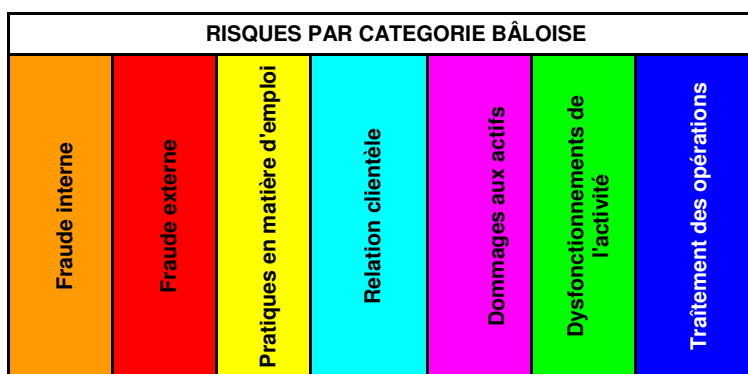 RISQUES PAR CATEGORIE BÂLOISE
Fraude interne
Fraude externe
Pratiques en matière d'emploi
Relation clientèle
Dommages aux actifs
Dysfonctionnements de
l'activité
Traîtement des opérations